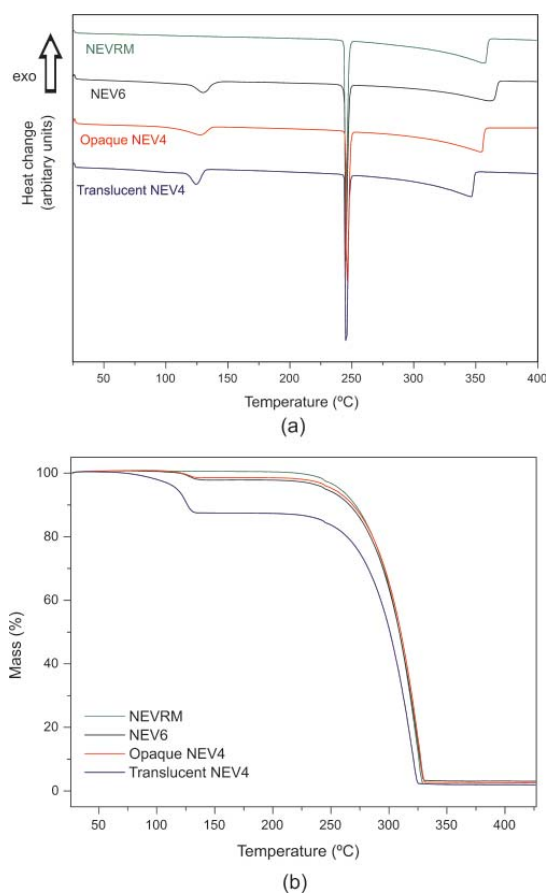 NEVRM
exo
NEV6
Opaque NEV4
Translucent NEV4
Heat change
(arbitary units)
50 100 150 200 250 300 350 400
Temperature (ºC)
(a)
100
80
60
40
20
0
Mass (%)
NEVRM
NEV6
Opaque NEV4
Translucent NEV4
50 100 150 200 250 300 350 400
Temperature (ºC)
(b)